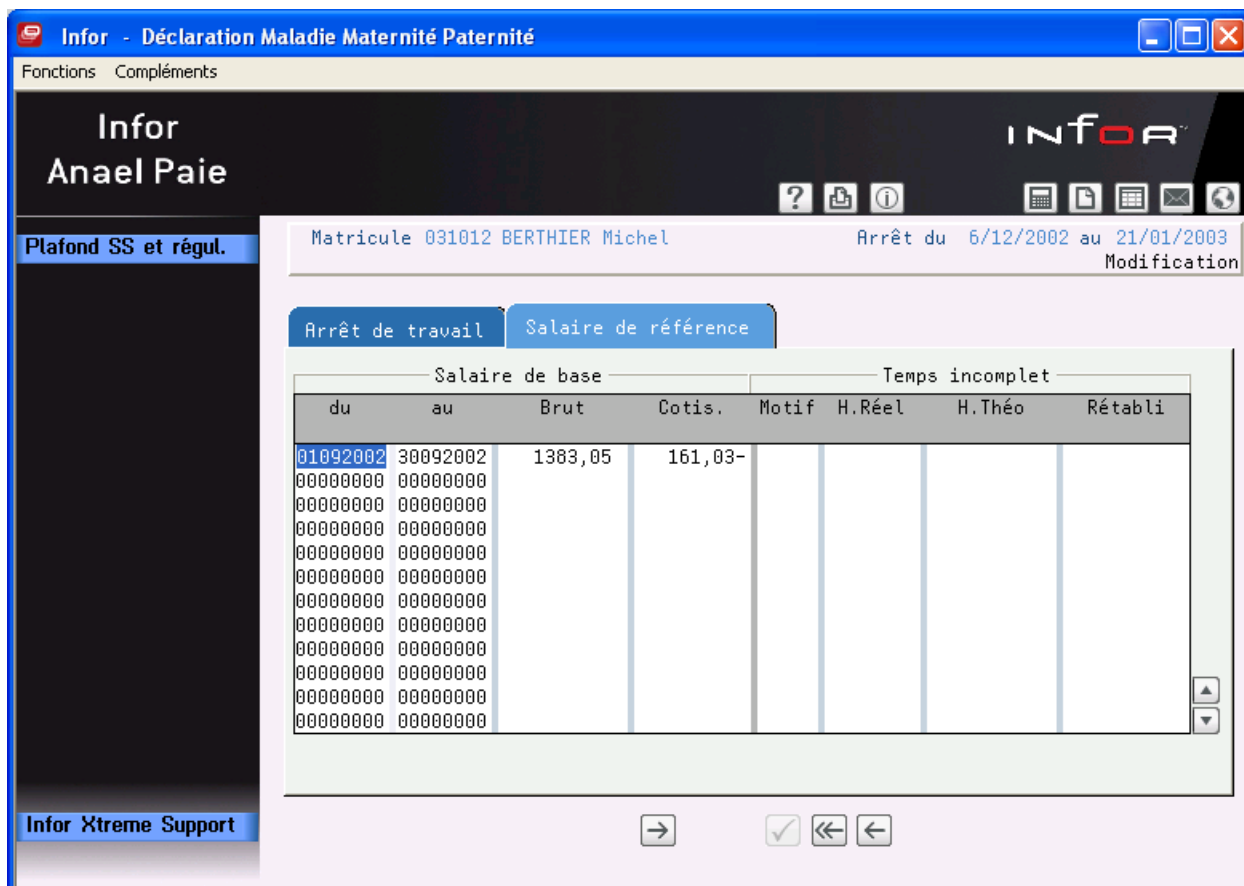 Infor - Déclaration Maladie Maternité Paternité
Fonctions Compléments
Infor
Anael Paie
ınfor
Plafond SS et régul.
Matricule 031012 BERTHIER Michel Arrêt du 6/12/2002 au 21/01/2003
Modification
Arrêt de travail Salaire de référence
Salaire de base Temps incomplet
du au Brut Cotis. Motif H.Réel H.Théo Rétabli
01092002 30092002 1383,05 161,03-
00000000 00000000
00000000 00000000
00000000 00000000
00000000 00000000
00000000 00000000
00000000 00000000
00000000 00000000
00000000 00000000
00000000 00000000
00000000 00000000
00000000 00000000
Infor Xtreme Support